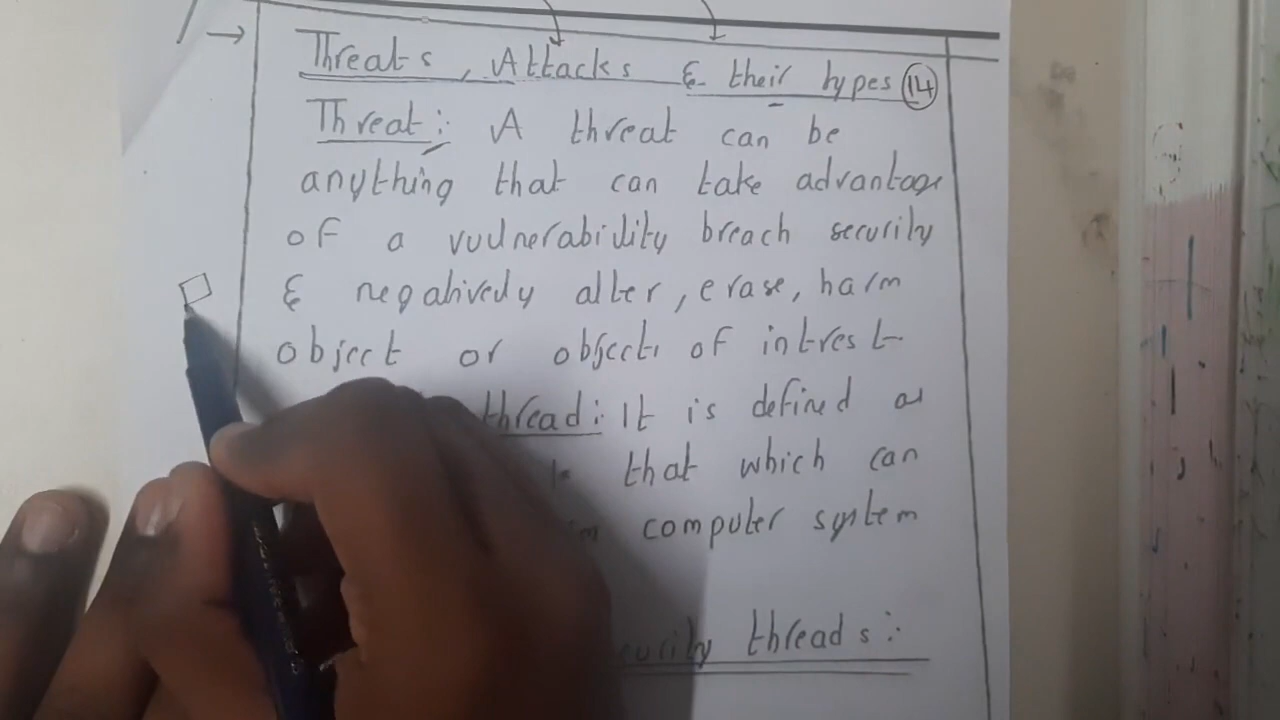 Threats, Attacks & their types 14
Threat: A threat can be
anything that can take advantage
of a vulnerability breach security
& negatively alter, erase, harm
object or objects of intrest
thread: It is defined as
that which can
computer system
threads: